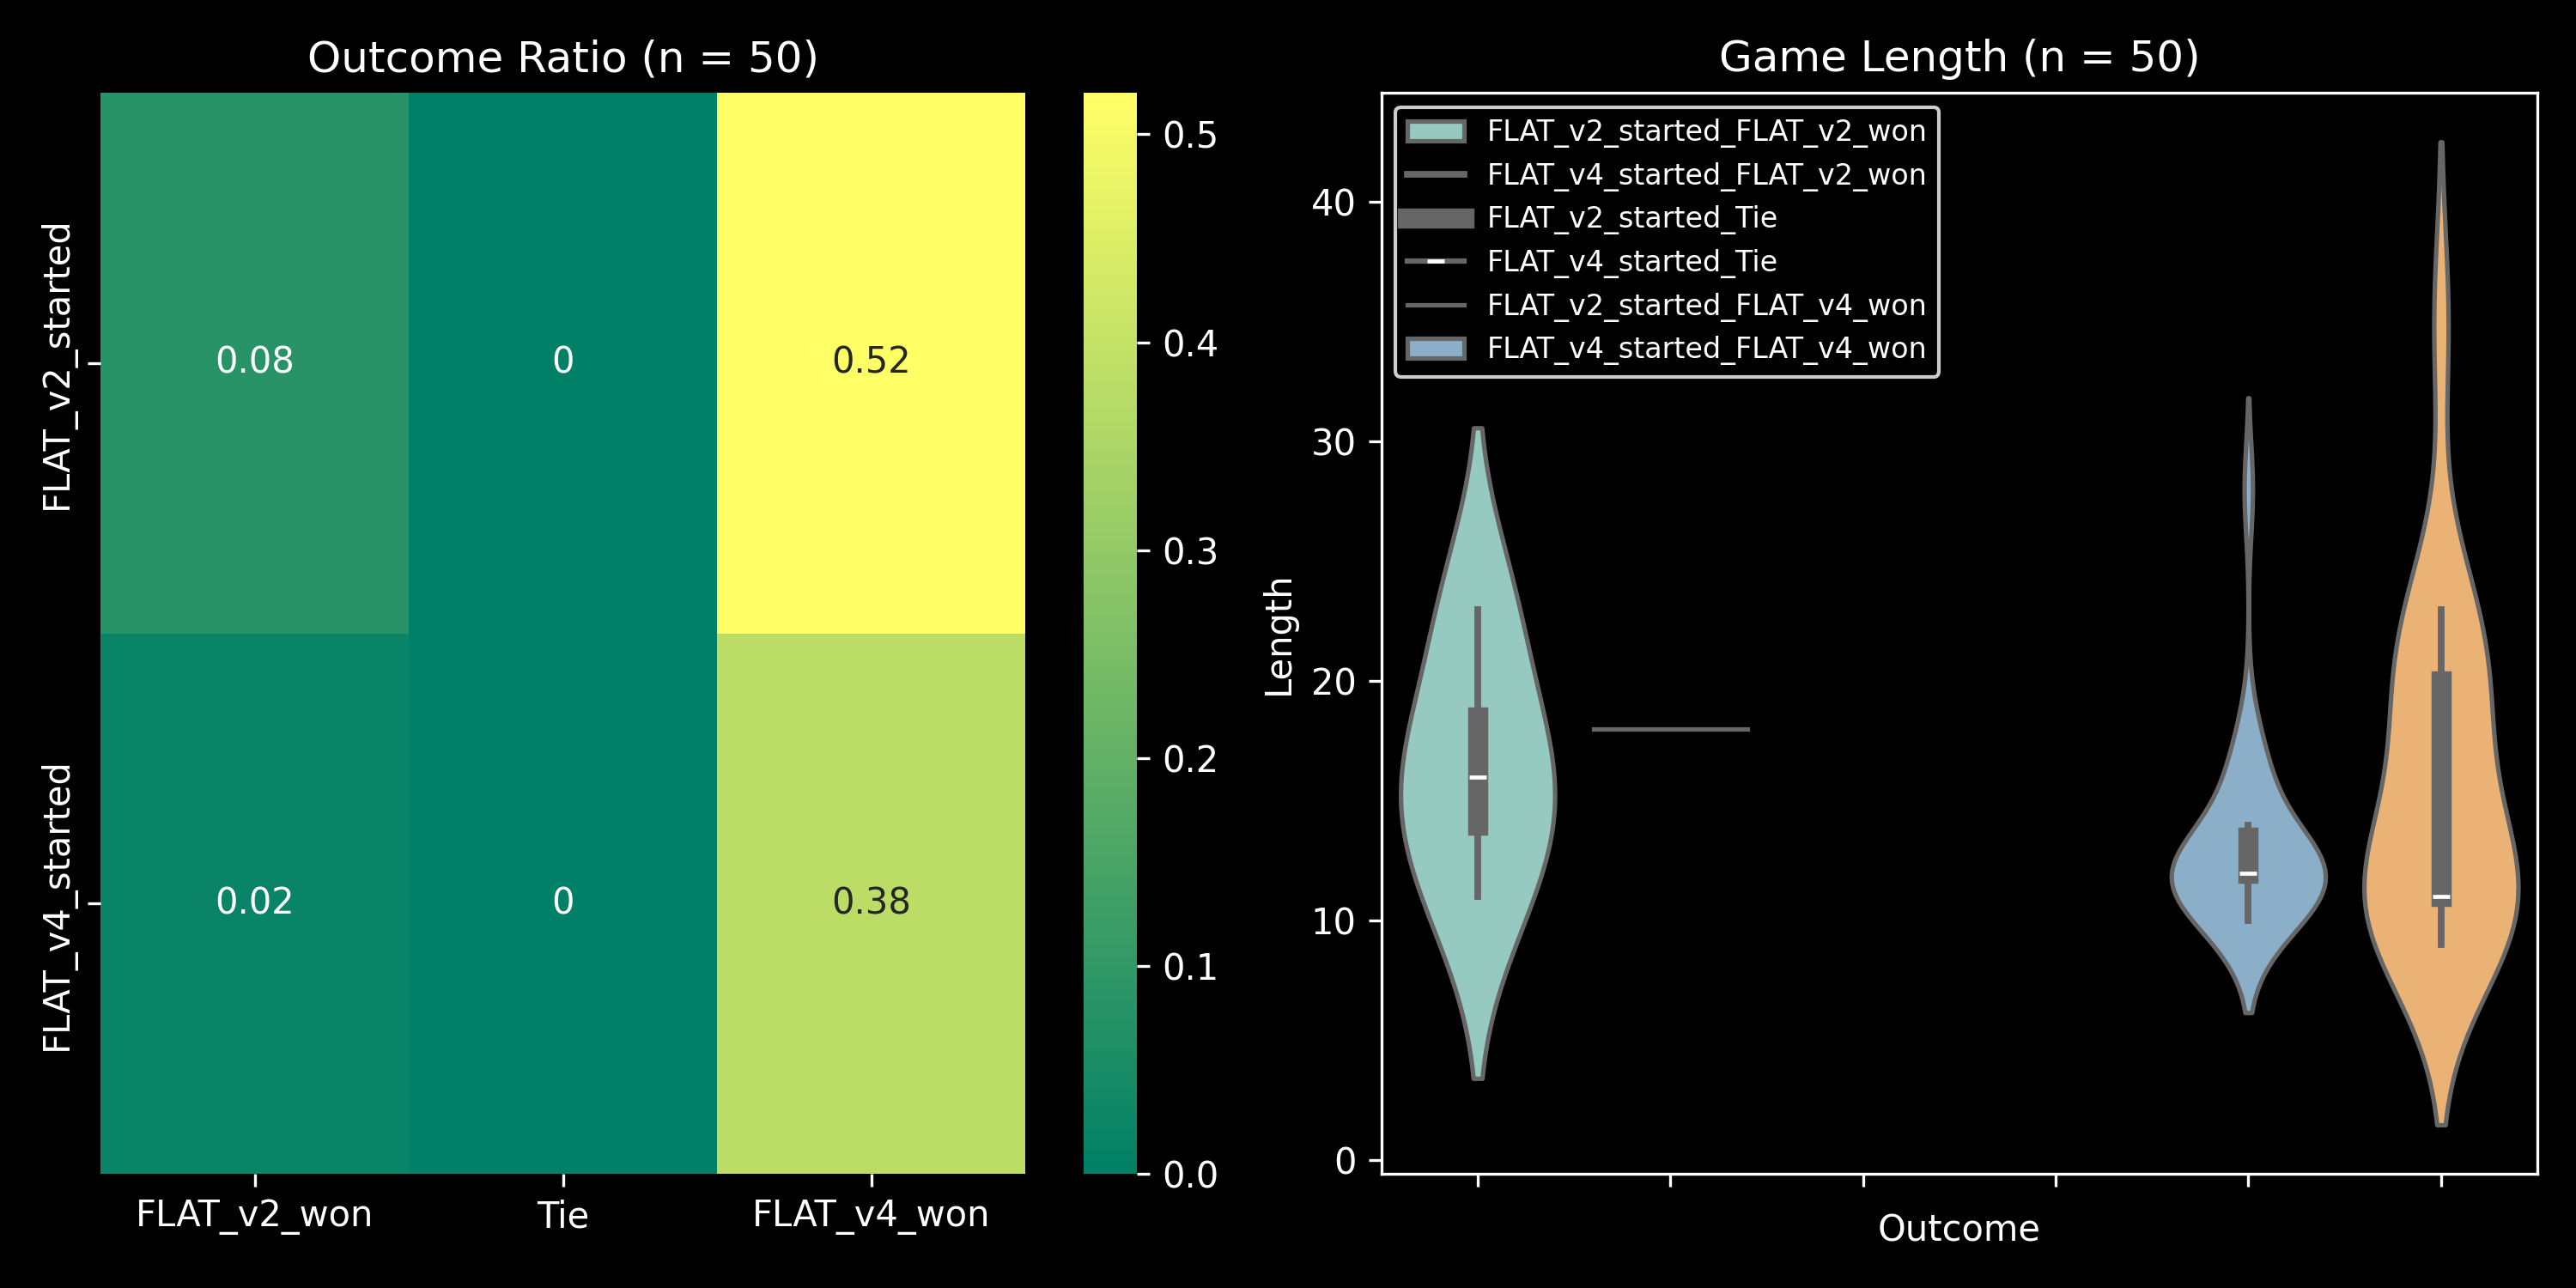 Outcome Ratio (n = 50)
FLAT_v2_started
FLAT_v4_started
0.08
0
0.52
0.02
0
0.38
FLAT_v2_won
Tie
FLAT_v4_won
0.5
0.4
0.3
0.2
0.1
0.0
Game Length (n = 50)
FLAT_v2_started_FLAT_v2_won
FLAT_v4_started_FLAT_v2_won
FLAT_v2_started_Tie
FLAT_v4_started_Tie
FLAT_v2_started_FLAT_v4_won
FLAT_v4_started_FLAT_v4_won
Length
40
30
20
10
0
Outcome